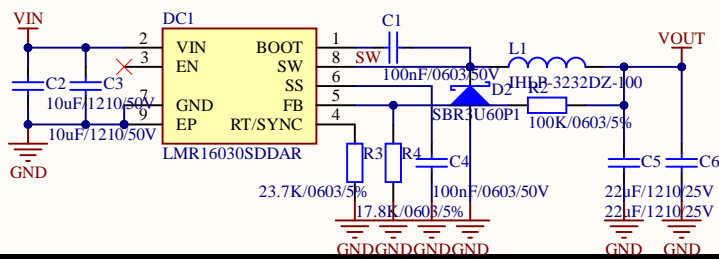 VIN
DC1
C1
VOUT
2 VIN BOOT 1
3 EN SW 8 SW
SS 6
7 GND FB 5
9 EP RT/SYNC 4
LMR16030SDDAR
C2
C3
10uF/1210/50V
10uF/1210/50V
GND
100nF/0603/50V
L1
IHLP-3232DZ-100
D2
SBR3U60P1
R2
100K/0603/5%
R3
23.7K/0603/5%
R4
17.8K/0603/5%
C4
100nF/0603/50V
C5
22uF/1210/25V
C6
22uF/1210/25V
GND GND GND GND GND GND